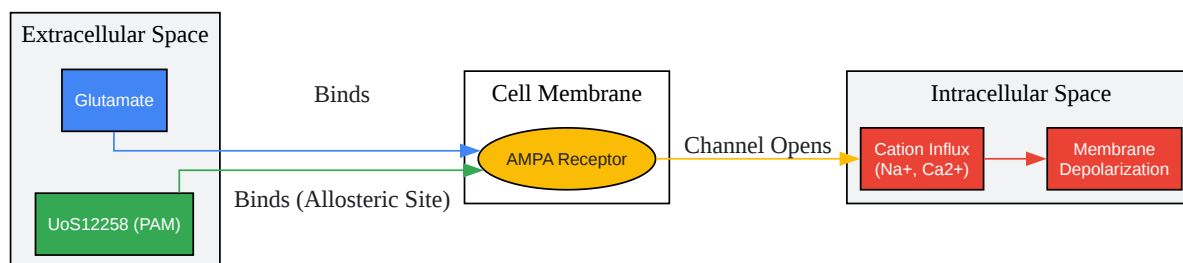 Extracellular Space
Glutamate
UoS12258 (PAM)
Binds
Binds (Allosteric Site)
Cell Membrane
AMPA Receptor
Channel Opens
Intracellular Space
Cation Influx
(Na+, Ca2+)
Membrane
Depolarization